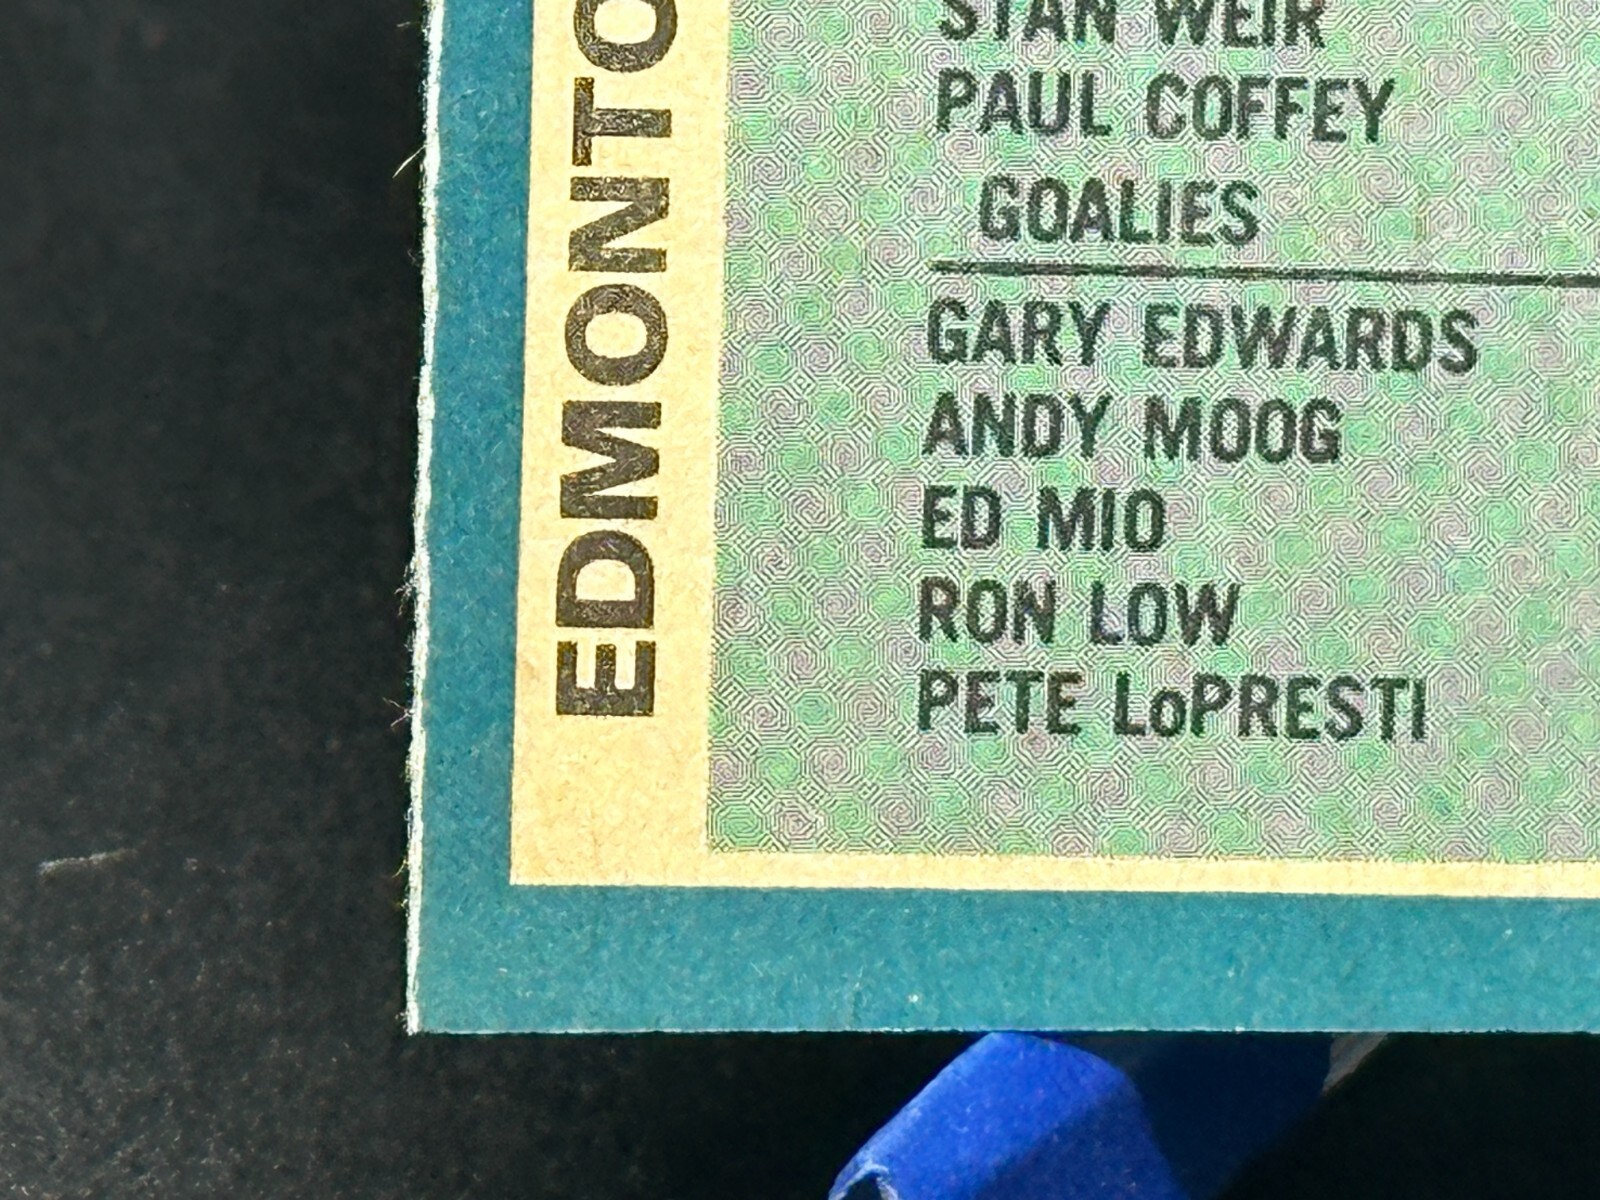 EDMONTO
STAN WEIR
PAUL COFFEY
GOALIES
GARY EDWARDS
ANDY MOOG
ED MIO
RON LOW
PETE LoPRESTI